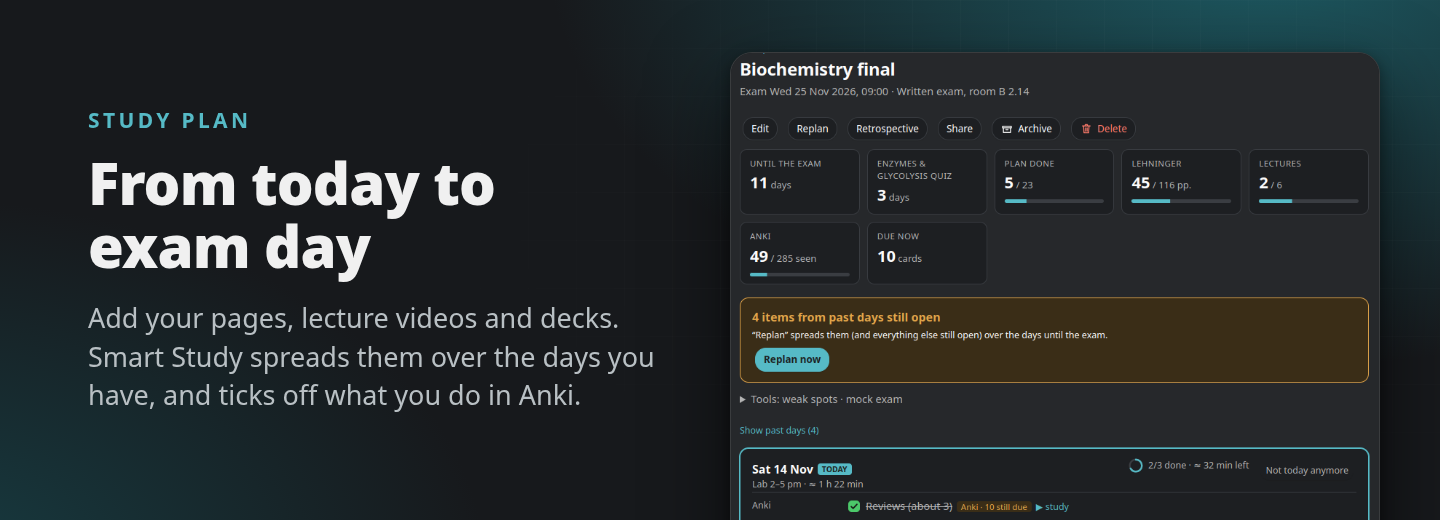 STUDY PLAN
From today to
exam day
Add your pages, lecture videos and decks.
Smart Study spreads them over the days you
have, and ticks off what you do in Anki.
Biochemistry final
Exam Wed 25 Nov 2026, 09:00 · Written exam, room B 2.14
Edit
Replan
Retrospective
Share
Archive
Delete
UNTIL THE EXAM
11 days
ENZYMES &
GLYCOLYSIS QUIZ
3 days
PLAN DONE
5 / 23
LEHNINGER
45 / 116 pp.
LECTURES
2 / 6
ANKI
49 / 285 seen
DUE NOW
10 cards
4 items from past days still open
“Replan” spreads them (and everything else still open) over the days until the exam.
Replan now
▶ Tools: weak spots · mock exam
Show past days (4)
Sat 14 Nov TODAY
Lab 2–5 pm · ≈ 1 h 22 min
2/3 done · ≈ 32 min left
Not today anymore
Anki
Reviews (about 3) Anki · 10 still due ▶ study